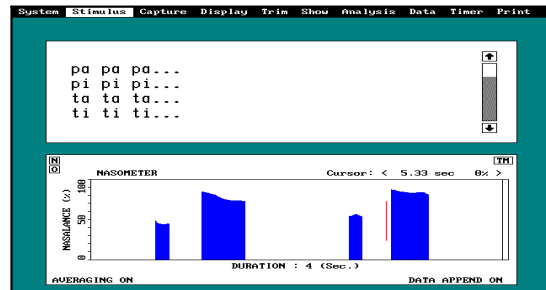 System Stimulus Capture Display Trim Show Analysis Data Timer Print
pa pa pa...
pi pi pi...
ta ta ta...
ti ti ti...
N TM
O NASOMETER Cursor: < 5.33 sec 0% >
NASALANCE (%)
100
50
0
DURATION : 4 (Sec.)
AVERAGING ON DATA APPEND ON